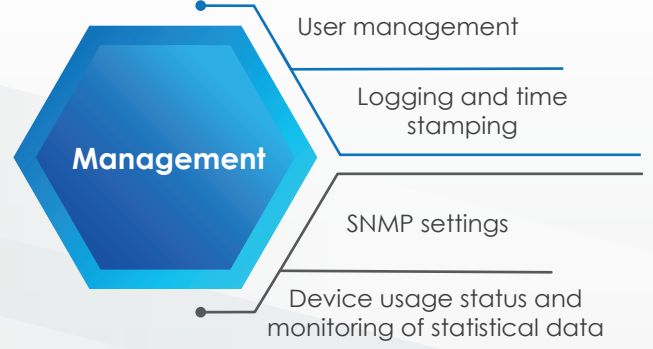 User management
Logging and time
stamping
Management
SNMP settings
Device usage status and
monitoring of statistical data